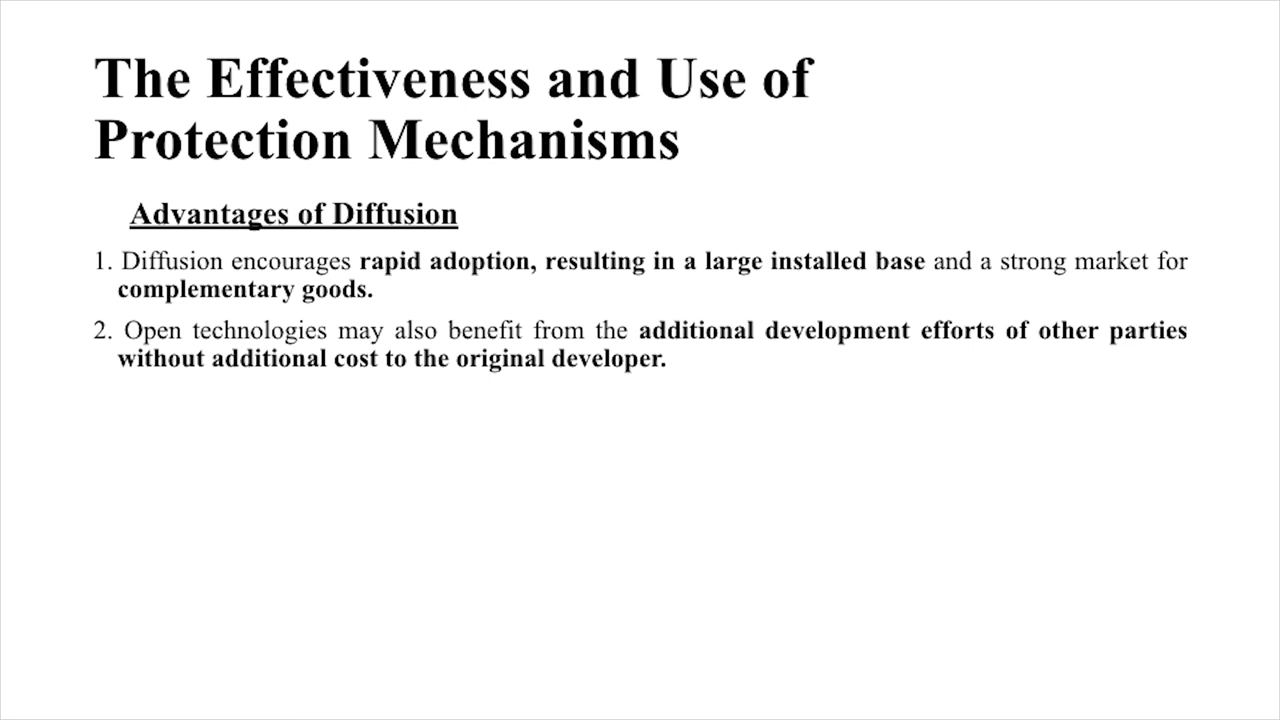 The Effectiveness and Use of
Protection Mechanisms
Advantages of Diffusion
1. Diffusion encourages rapid adoption, resulting in a large installed base and a strong market for
complementary goods.
2. Open technologies may also benefit from the additional development efforts of other parties
without additional cost to the original developer.